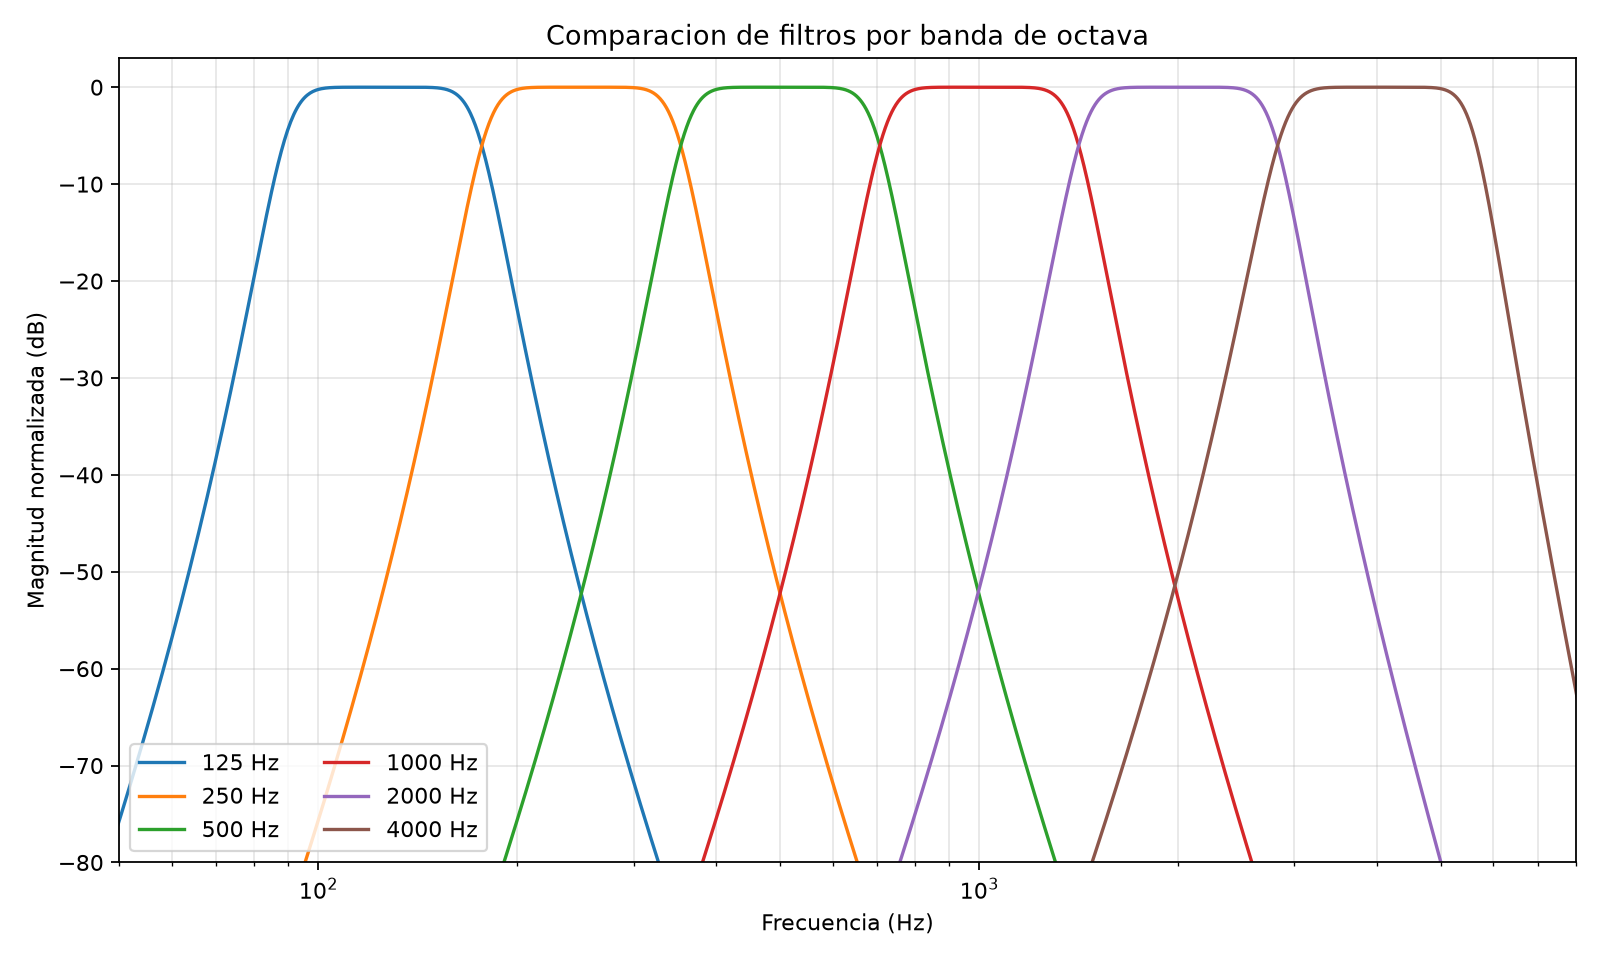 Comparacion de filtros por banda de octava
Magnitud normalizada (dB)
0
−10
−20
−30
−40
−50
−60
−70
−80
125 Hz
250 Hz
500 Hz
1000 Hz
2000 Hz
4000 Hz
10²
10³
Frecuencia (Hz)